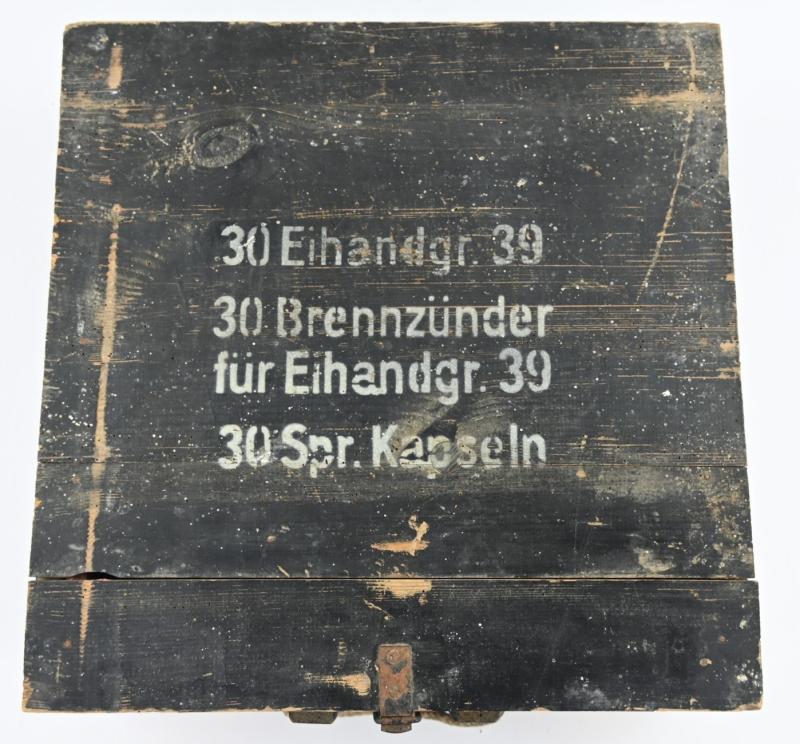 30 Eihandgr. 39
30 Brennzünder
für Eihandgr. 39
30 Spr. Kapseln